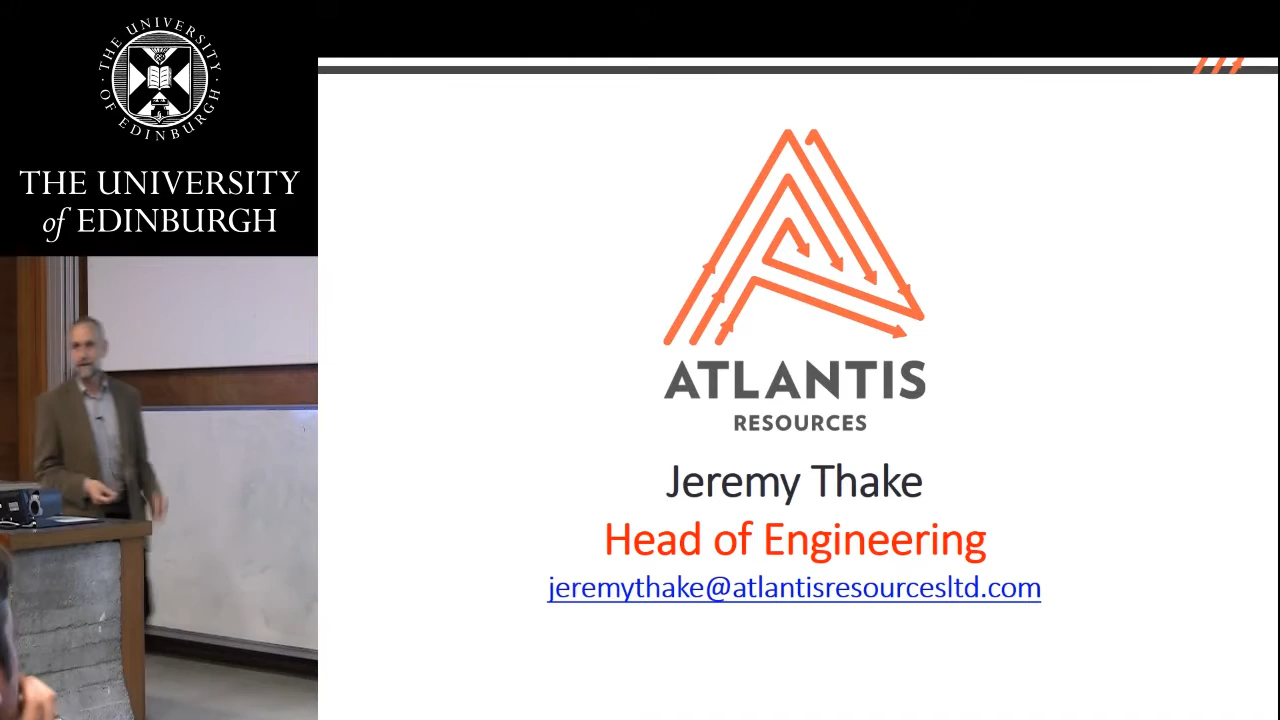 THE UNIVERSITY OF EDINBURGH
THE UNIVERSITY
of EDINBURGH
ATLANTIS
RESOURCES
Jeremy Thake
Head of Engineering
jeremythake@atlantisresourcesltd.com